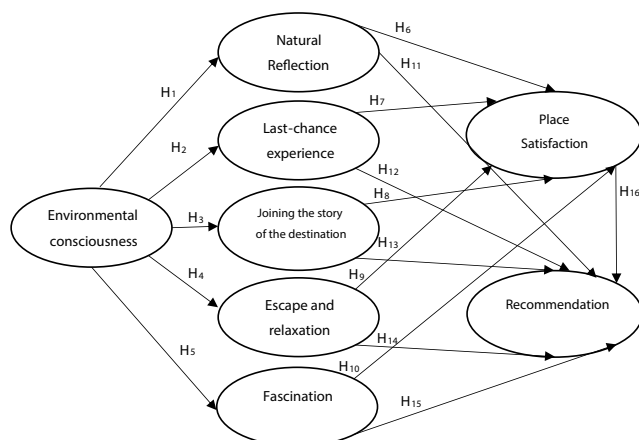 Natural
Reflection
H6
H11
H1
H7
Last-chance
experience
Place
Satisfaction
H2
H12
H8
H16
Environmental
consciousness
H3
Joining the story
of the destination
H13
H9
H4
Escape and
relaxation
Recommendation
H14
H5
H10
Fascination
H15